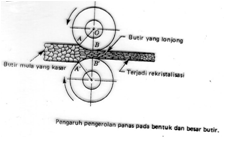 O
Butir yang lonjong
A
B
Butir mula yang kasar
A'
B'
Terjadi rekristalisasi
Pengaruh pengerolan panas pada bentuk dan besar butir.